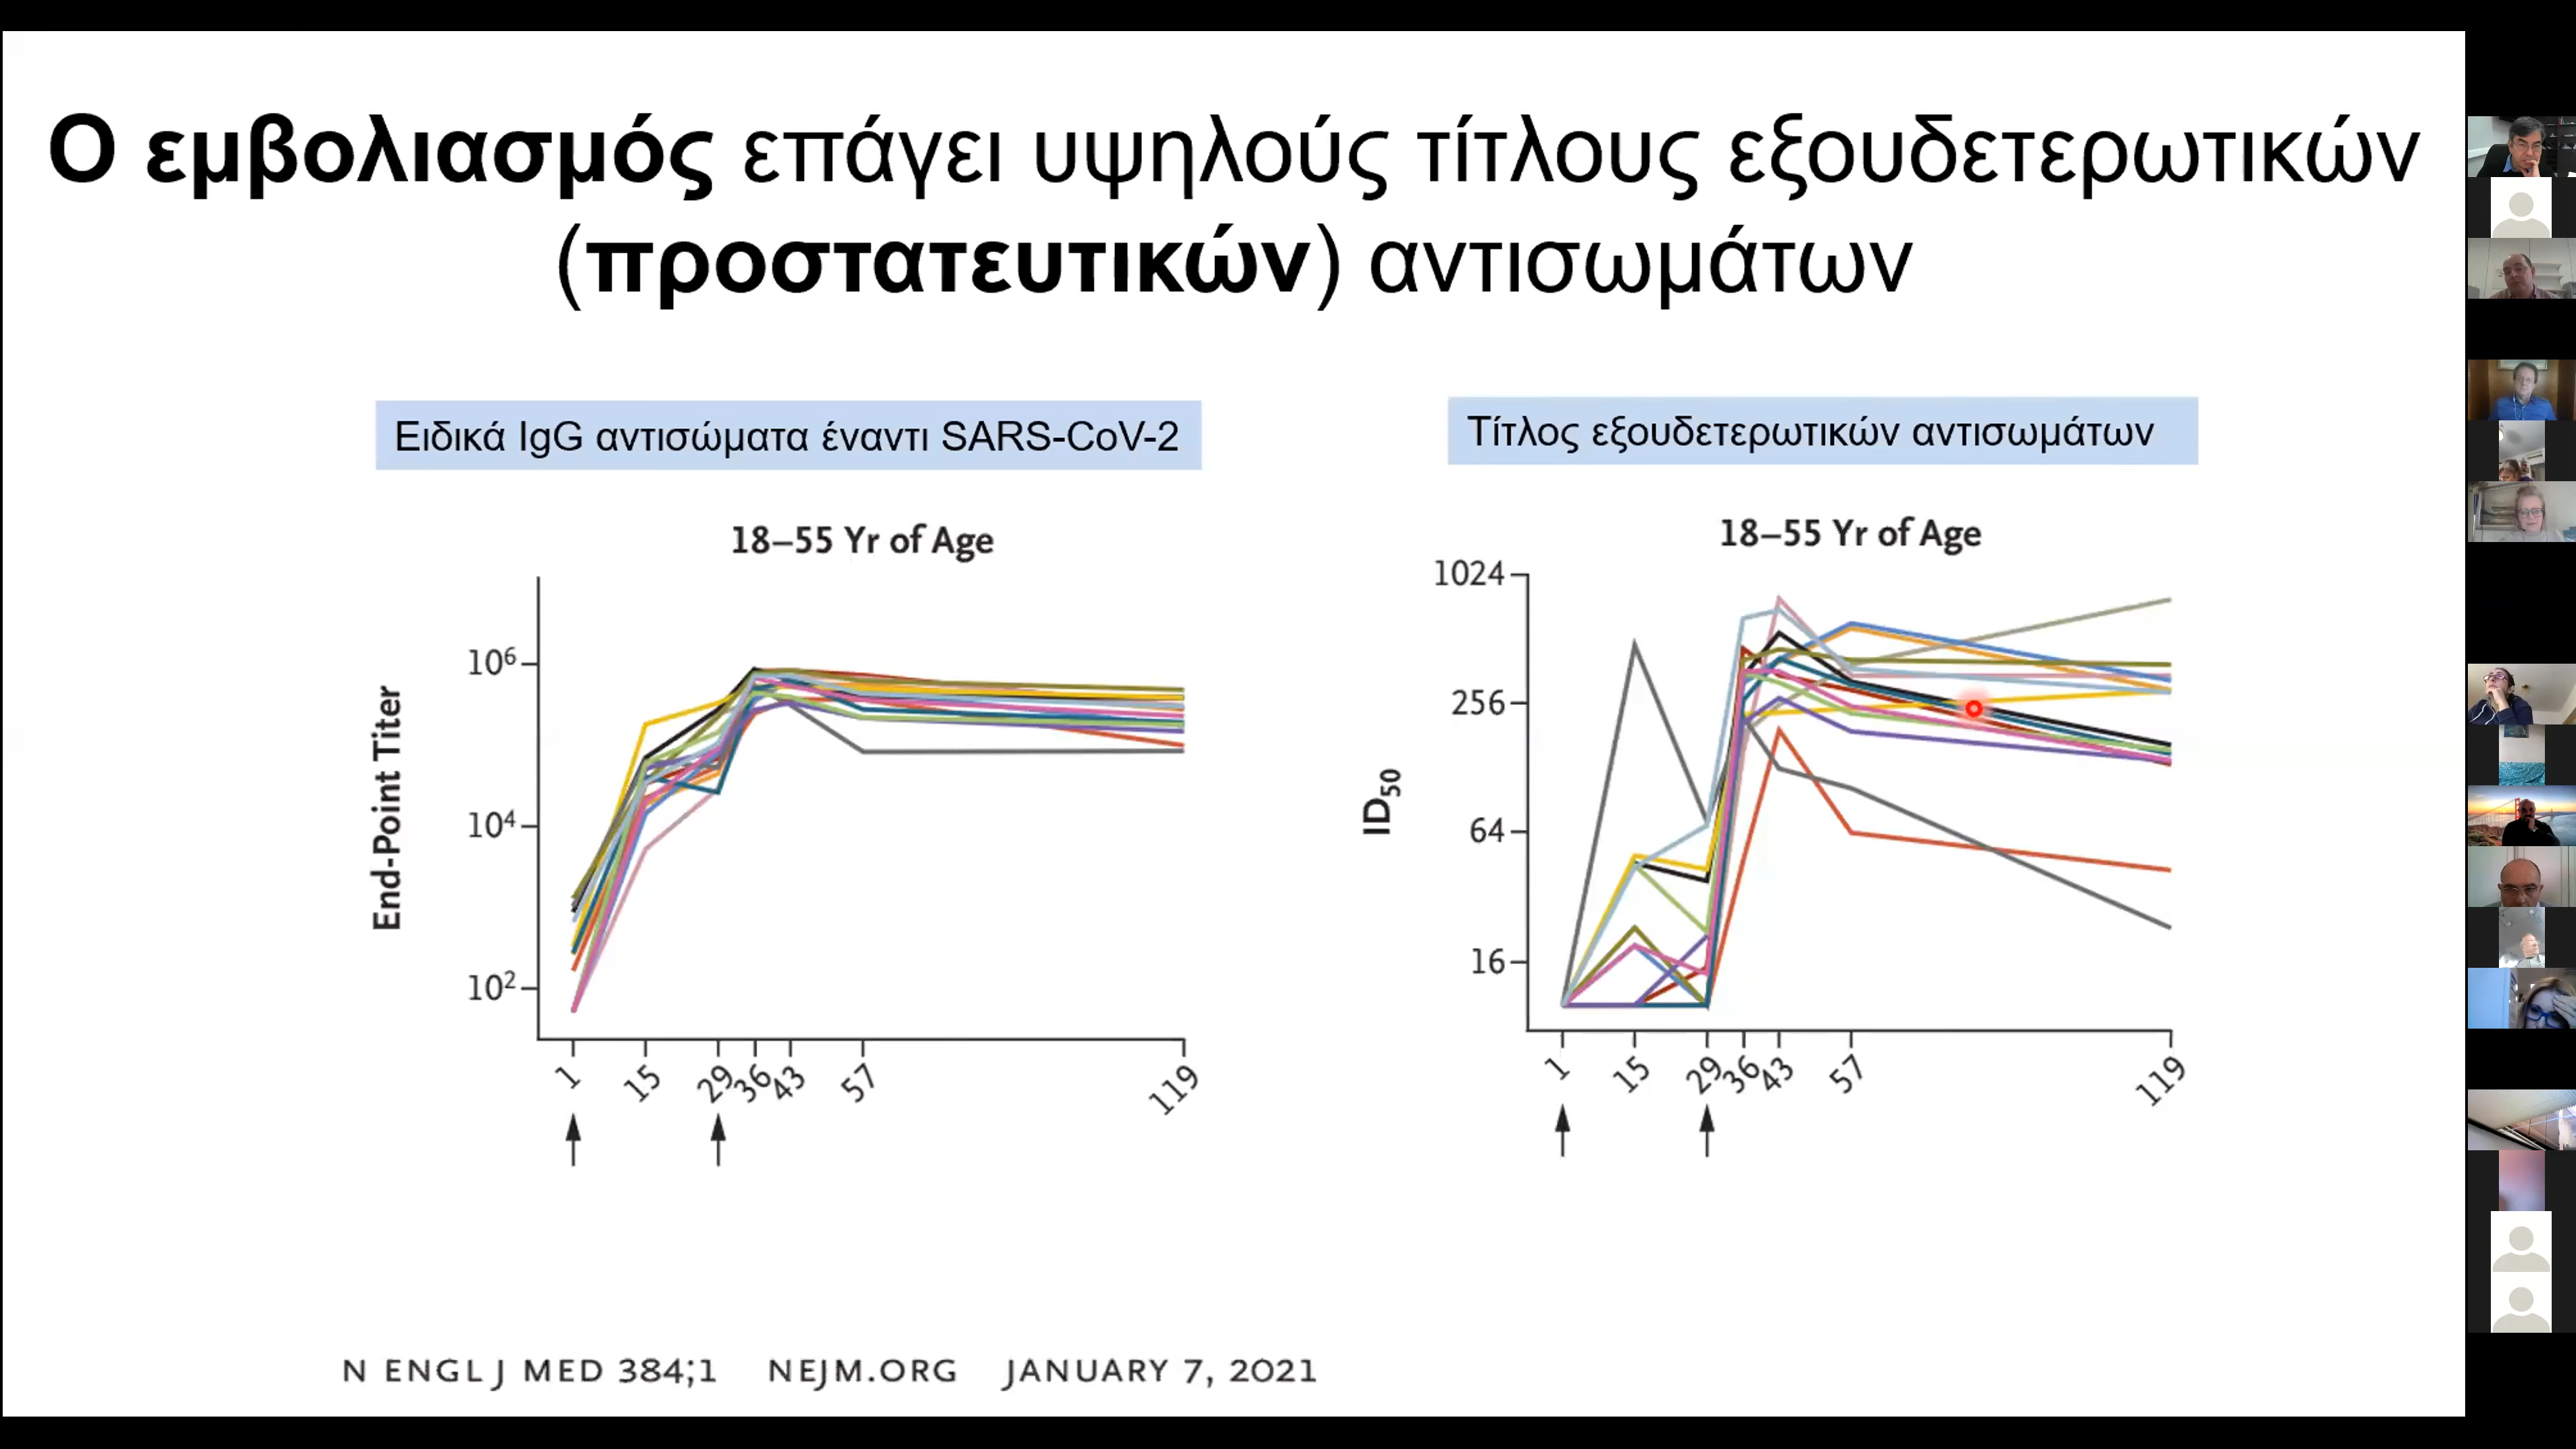 Ο εμβολιασμός επάγει υψηλούς τίτλους εξουδετερωτικών
(προστατευτικών) αντισωμάτων
Ειδικά IgG αντισώματα έναντι SARS-CoV-2
18–55 Yr of Age
End-Point Titer
10⁶
10⁴
10²
1 15 29 36 43 57 119
Τίτλος εξουδετερωτικών αντισωμάτων
18–55 Yr of Age
ID₅₀
1024
256
64
16
1 15 29 36 43 57 119
N ENGL J MED 384;1 NEJM.ORG JANUARY 7, 2021